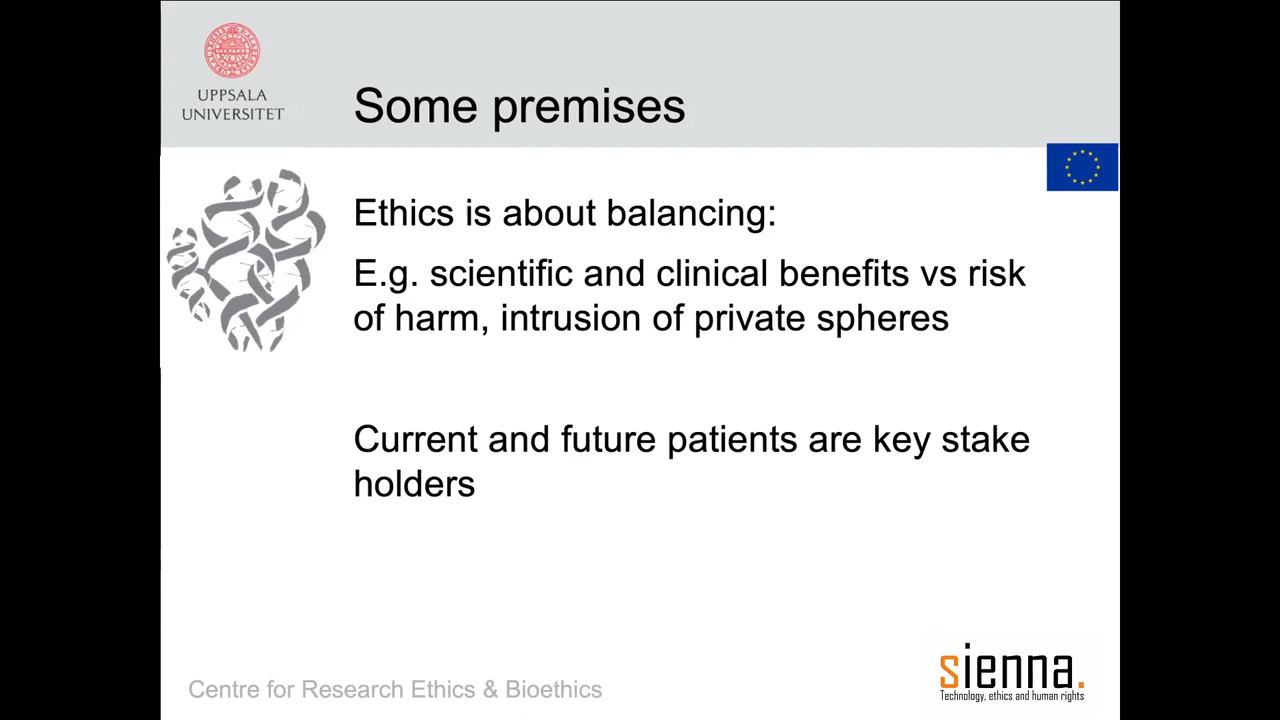 UPPSALA
UNIVERSITET
Some premises
Ethics is about balancing:
E.g. scientific and clinical benefits vs risk
of harm, intrusion of private spheres
Current and future patients are key stake
holders
Centre for Research Ethics & Bioethics
sienna.
Technology, ethics and human rights